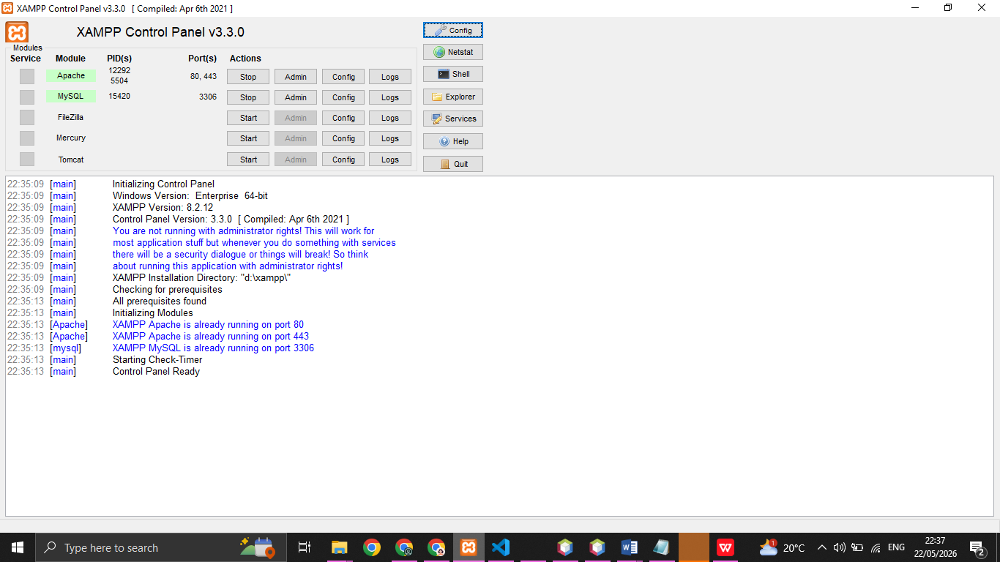 XAMPP Control Panel v3.3.0 [ Compiled: Apr 6th 2021 ]
XAMPP Control Panel v3.3.0
Config
Modules
Service Module PID(s) Port(s) Actions
Netstat
Apache 12292 5504 80, 443 Stop Admin Config Logs
Shell
MySQL 15420 3306 Stop Admin Config Logs
Explorer
FileZilla Start Admin Config Logs
Services
Mercury Start Admin Config Logs
Help
Tomcat Start Admin Config Logs
Quit
22:35:09 [main] Initializing Control Panel
22:35:09 [main] Windows Version: Enterprise 64-bit
22:35:09 [main] XAMPP Version: 8.2.12
22:35:09 [main] Control Panel Version: 3.3.0 [ Compiled: Apr 6th 2021 ]
22:35:09 [main] You are not running with administrator rights! This will work for
22:35:09 [main] most application stuff but whenever you do something with services
22:35:09 [main] there will be a security dialogue or things will break! So think
22:35:09 [main] about running this application with administrator rights!
22:35:09 [main] XAMPP Installation Directory: "d:\xampp\"
22:35:09 [main] Checking for prerequisites
22:35:13 [main] All prerequisites found
22:35:13 [main] Initializing Modules
22:35:13 [Apache] XAMPP Apache is already running on port 80
22:35:13 [Apache] XAMPP Apache is already running on port 443
22:35:13 [mysql] XAMPP MySQL is already running on port 3306
22:35:13 [main] Starting Check-Timer
22:35:13 [main] Control Panel Ready
Type here to search
1
20°C
ENG
22:37
22/05/2026
2